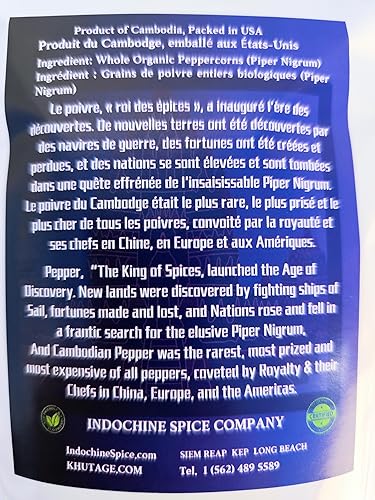 Product of Cambodia, Packed in USA
Produit du Cambodge, emballé aux États-Unis
Ingredient: Whole Organic Peppercorns (Piper Nigrum)
Ingrédient : Grains de poivre entiers biologiques (Piper
Nigrum)
Le poivre, « roi des épices », a inauguré l'ère des
découvertes. De nouvelles terres ont été découvertes par
des navires de guerre, des fortunes ont été créées et
perdues, et des nations se sont élevées et sont tombées
dans une quête effrénée de l'insaisissable Piper Nigrum.
Le poivre du Cambodge était le plus rare, le plus prisé et le
plus cher de tous les poivres, convoité par la royauté et
ses chefs en Chine, en Europe et aux Amériques.
Pepper, "The King of Spices, launched the Age of
Discovery. New lands were discovered by fighting ships of
Sail, fortunes made and lost, and Nations rose and fell in
a frantic search for the elusive Piper Nigrum.
And Cambodian Pepper was the rarest, most prized and
most expensive of all peppers, coveted by Royalty & their
Chefs in China, Europe, and the Americas.
INDOCHINE SPICE COMPANY
IndochineSpice.com
KHUTAGE.COM
SIEM REAP KEP LONG BEACH
Tel, 1 (562) 489 5589